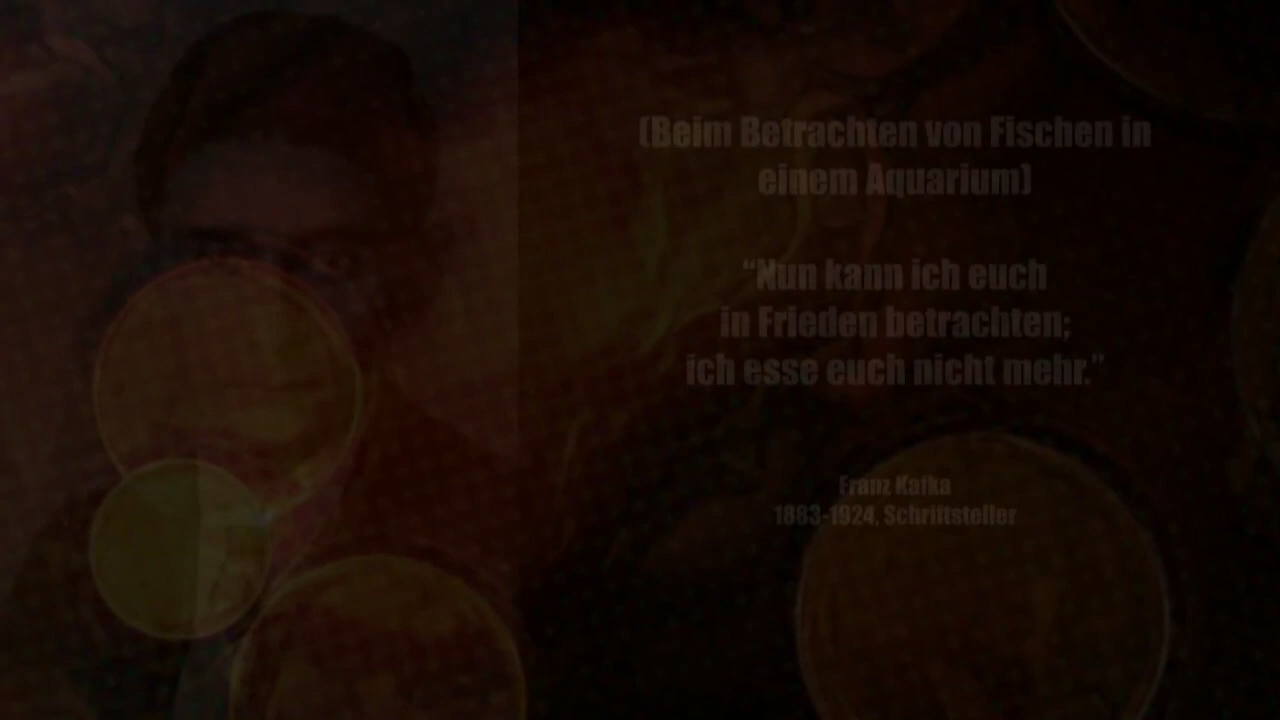 (Beim Betrachten von Fischen in
einem Aquarium)
“Nun kann ich euch
in Frieden betrachten;
ich esse euch nicht mehr.”
Franz Kafka
1883-1924, Schriftsteller